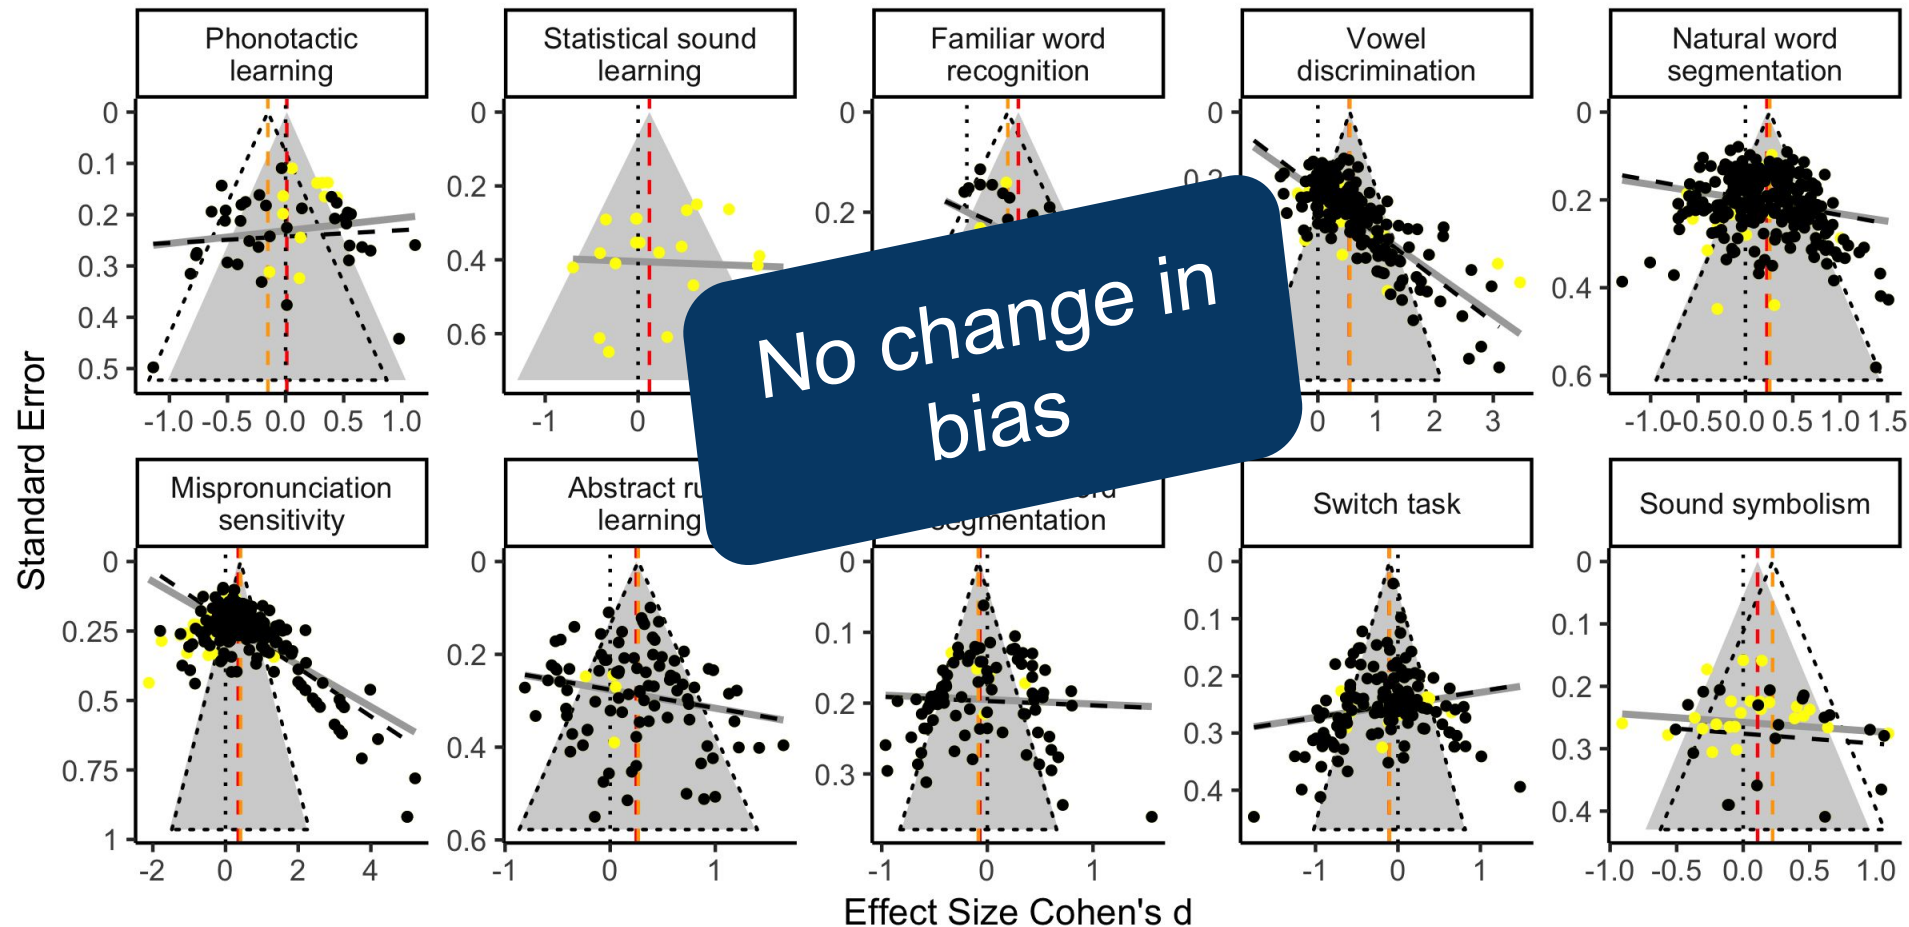 Phonotactic
learning
Statistical sound
learning
Familiar word
recognition
Vowel
discrimination
Natural word
segmentation
0
0.1
0.2
0.3
0.4
0.5
-1.0 -0.5 0.0 0.5 1.0
0
0.2
0.4
0.6
-1 0
0
0.2
0
0 1 2 3
0
0.2
0.4
0.6
-1.0 -0.5 0.0 0.5 1.0 1.5
No change in
bias
Standard Error
Mispronunciation
sensitivity
Abstract
learning
segmentation
Switch task
Sound symbolism
0
0.25
0.5
0.75
1
-2 0 2 4
0
0.2
0.4
0.6
-1 0 1
0
0.1
0.2
0.3
-1 0 1
0
0.1
0.2
0.3
0.4
-1 0 1
0
0.1
0.2
0.3
0.4
-1.0 -0.5 0.0 0.5 1.0
Effect Size Cohen's d